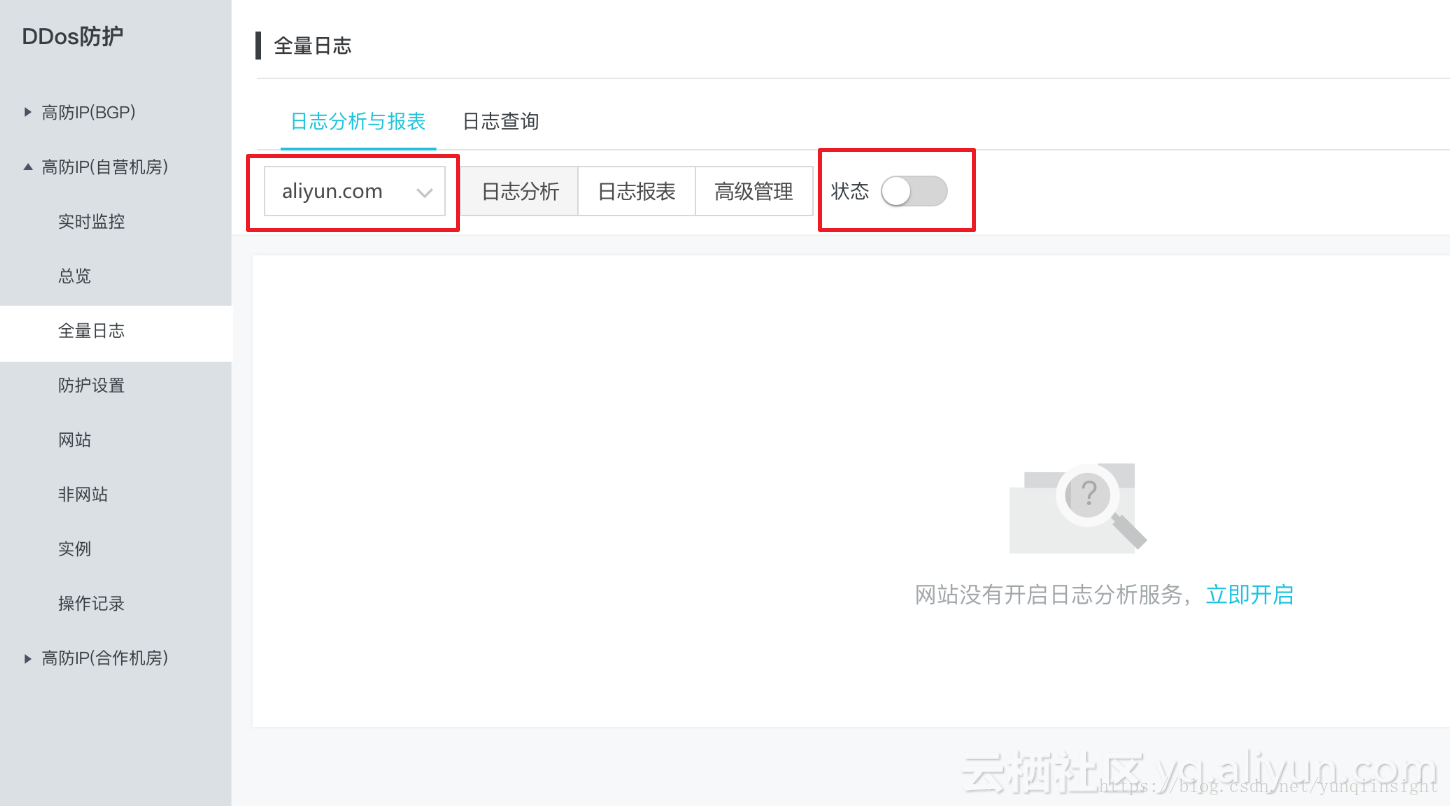 DDos防护
高防IP(BGP)
高防IP(自营机房)
实时监控
总览
全量日志
防护设置
网站
非网站
实例
操作记录
高防IP(合作机房)
全量日志
日志分析与报表 日志查询
aliyun.com 日志分析 日志报表 高级管理 状态
?
网站没有开启日志分析服务，立即开启
云栖社区 yq.aliyun.com
https://blog.csdn.net/yunqiinsight